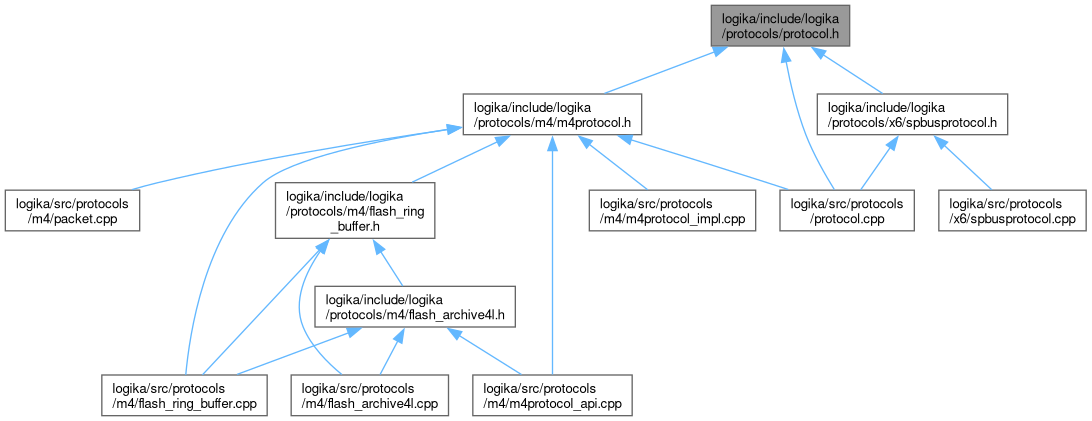 logika/include/logika
/protocols/protocol.h
logika/include/logika
/protocols/m4/m4protocol.h
logika/include/logika
/protocols/x6/spbusprotocol.h
logika/src/protocols
/m4/packet.cpp
logika/include/logika
/protocols/m4/flash_ring
_buffer.h
logika/src/protocols
/m4/m4protocol_impl.cpp
logika/src/protocols
/protocol.cpp
logika/src/protocols
/x6/spbusprotocol.cpp
logika/include/logika
/protocols/m4/flash_archive4l.h
logika/src/protocols
/m4/flash_ring_buffer.cpp
logika/src/protocols
/m4/flash_archive4l.cpp
logika/src/protocols
/m4/m4protocol_api.cpp